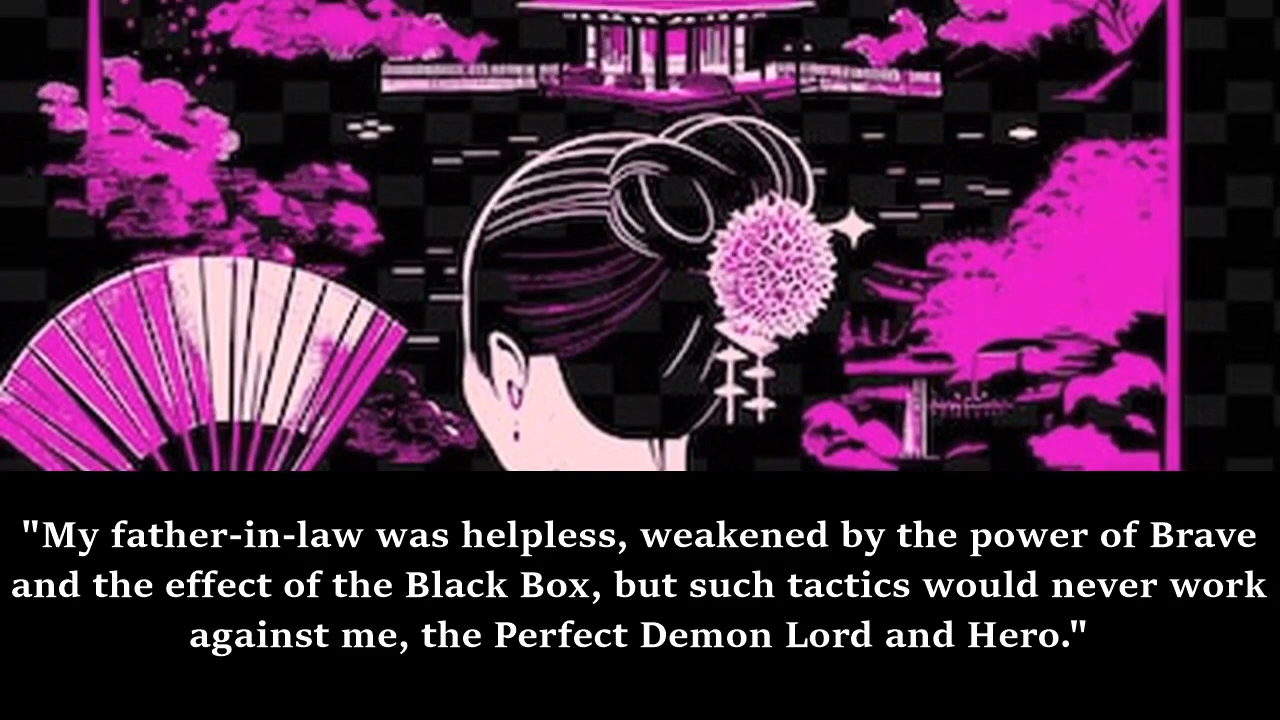 "My father-in-law was helpless, weakened by the power of Brave
and the effect of the Black Box, but such tactics would never work
against me, the Perfect Demon Lord and Hero."